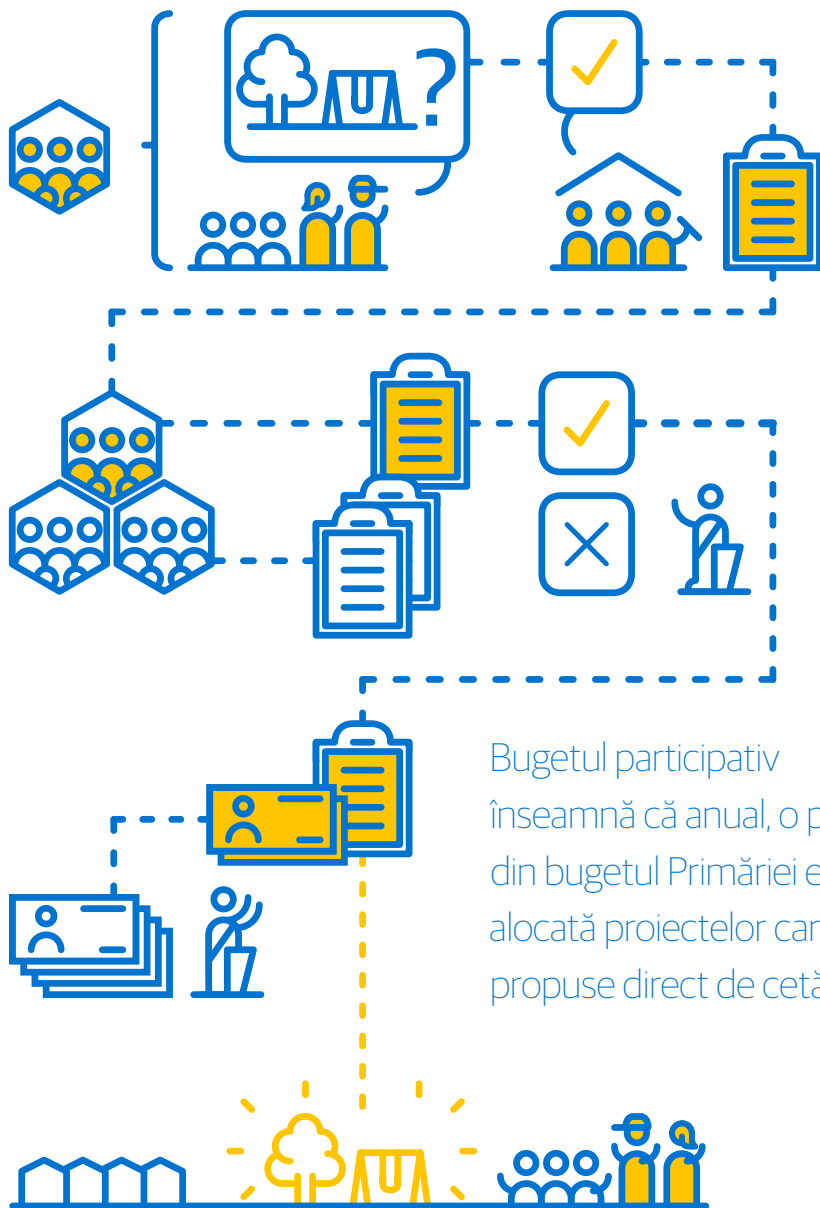 ?
Bugetul participativ
înseamnă că anual, o
din bugetul Primăriei
alocată proiectelor
propuse direct de